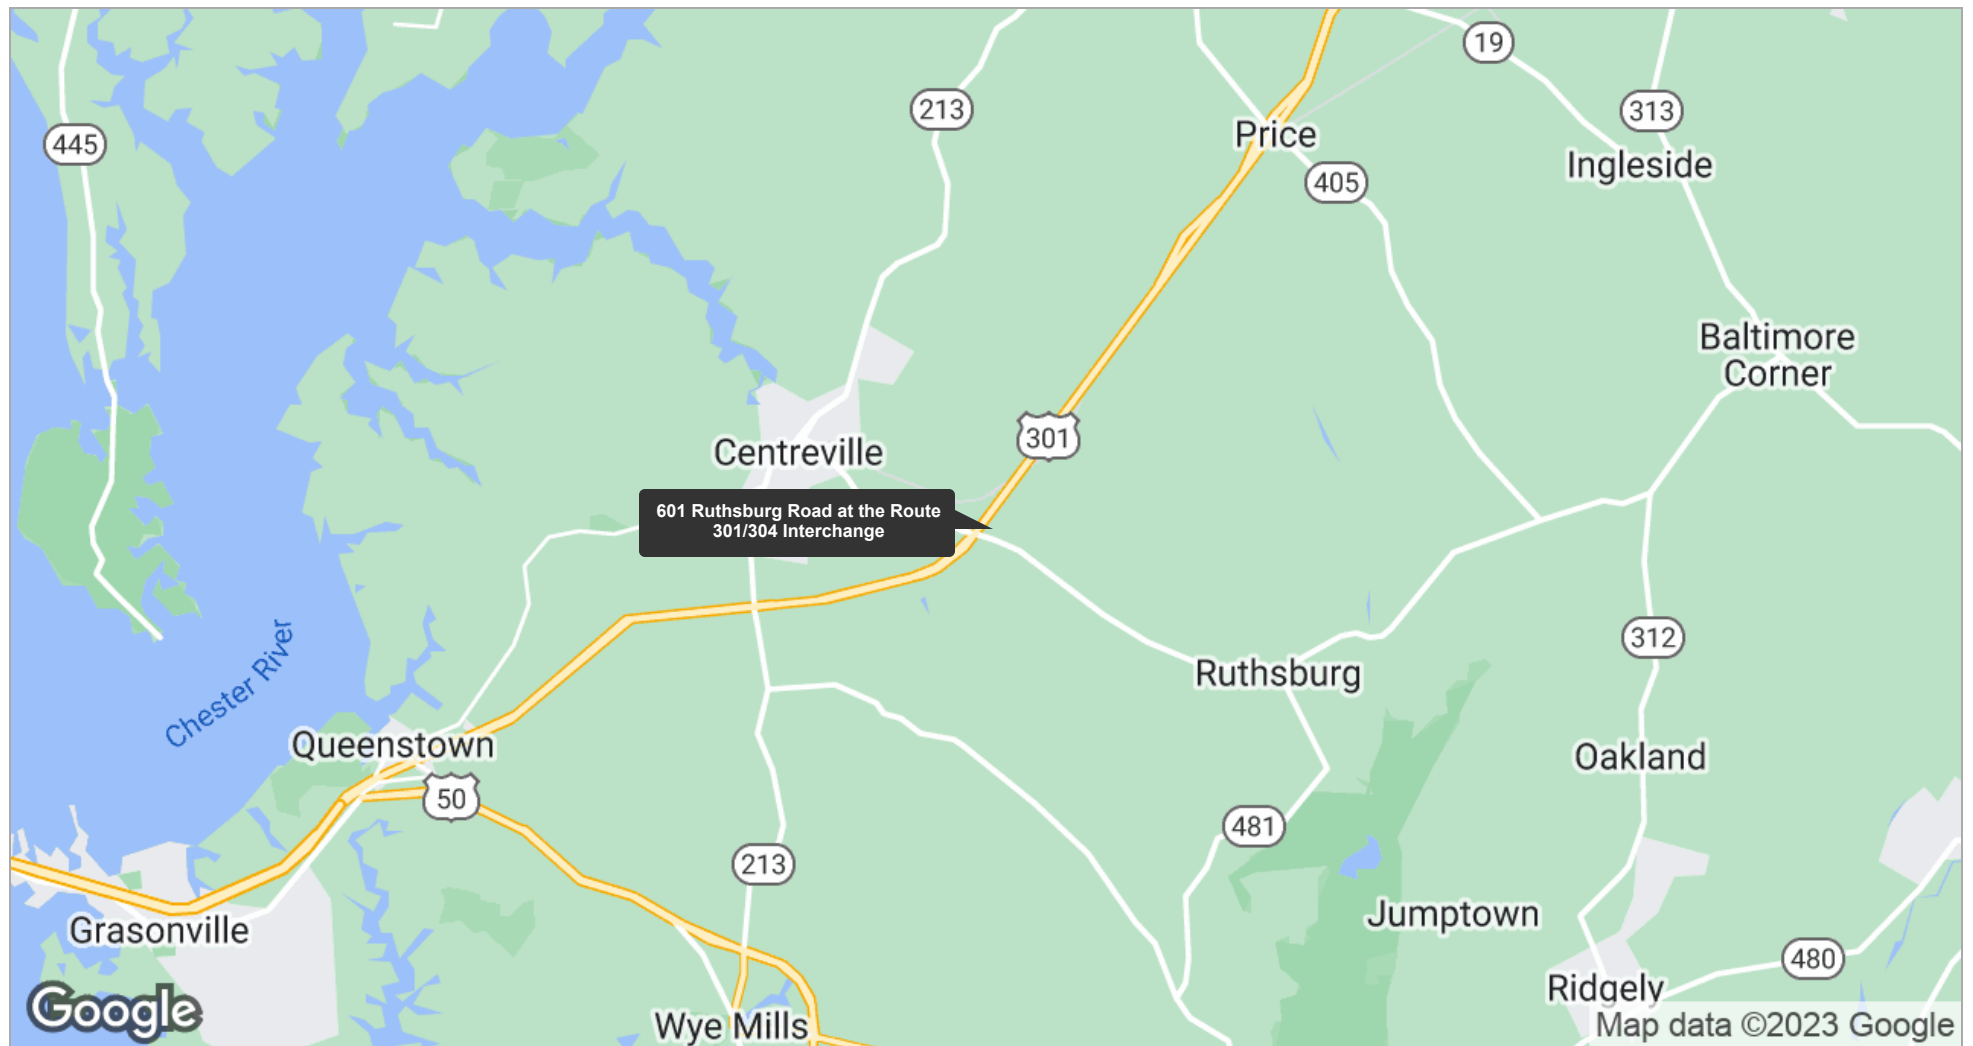 19
213
313
445
Price
Ingleside
405
Baltimore
Corner
301
Centreville
601 Ruthsburg Road at the Route
301/304 Interchange
312
Chester River
Ruthsburg
Queenstown
Oakland
50
481
213
Jumptown
Grasonville
480
Ridgely
Google
Wye Mills
Map data ©2023 Google